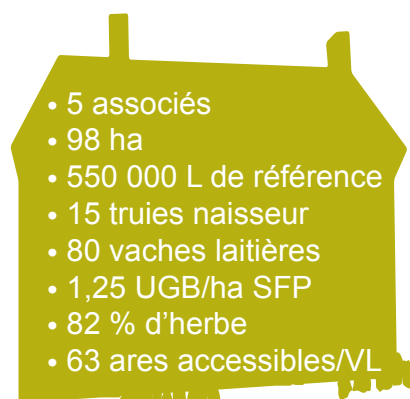 • 5 associés
• 98 ha
• 550 000 L de référence
• 15 truies naisseur
• 80 vaches laitières
• 1,25 UGB/ha SFP
• 82 % d’herbe
• 63 ares accessibles/VL